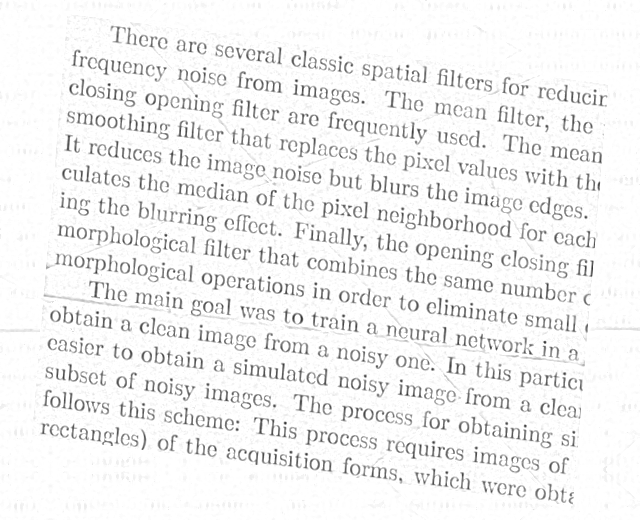 There are several classic spatial filters for reducin
frequency noise from images. The mean filter, the
closing opening filter are frequently used. The mean
smoothing filter that replaces the pixel values with the
It reduces the image noise but blurs the image edges.
culates the median of the pixel neighborhood for each
ing the blurring effect. Finally, the opening closing fil
morphological filter that combines the same number o
morphological operations in order to eliminate small
The main goal was to train a neural network in a
obtain a clean image from a noisy one. In this particu
easier to obtain a simulated noisy image from a clea
subset of noisy images. The process for obtaining si
follows this scheme: This process requires images of
rectangles) of the acquisition forms, which were obta